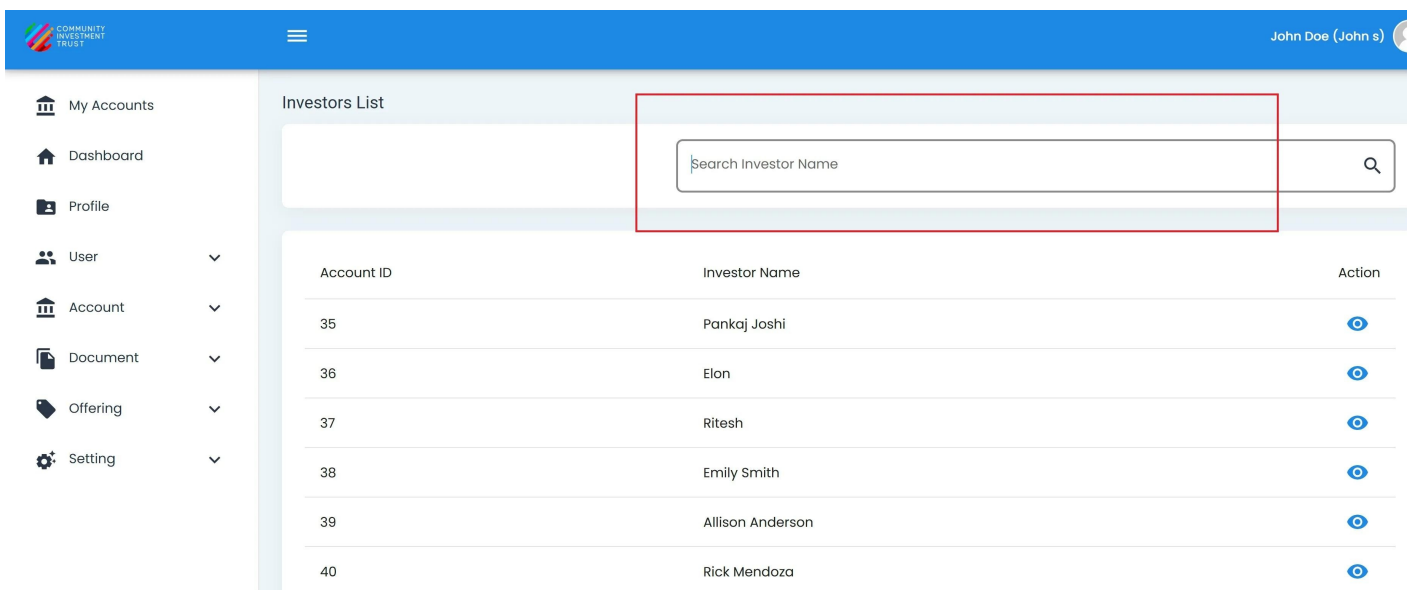 COMMUNITY
INVESTMENT
TRUST
John Doe (John s)
My Accounts
Dashboard
Profile
User
Account
Document
Offering
Setting
Investors List
Search Investor Name
Account ID Investor Name Action
35 Pankaj Joshi
36 Elon
37 Ritesh
38 Emily Smith
39 Allison Anderson
40 Rick Mendoza